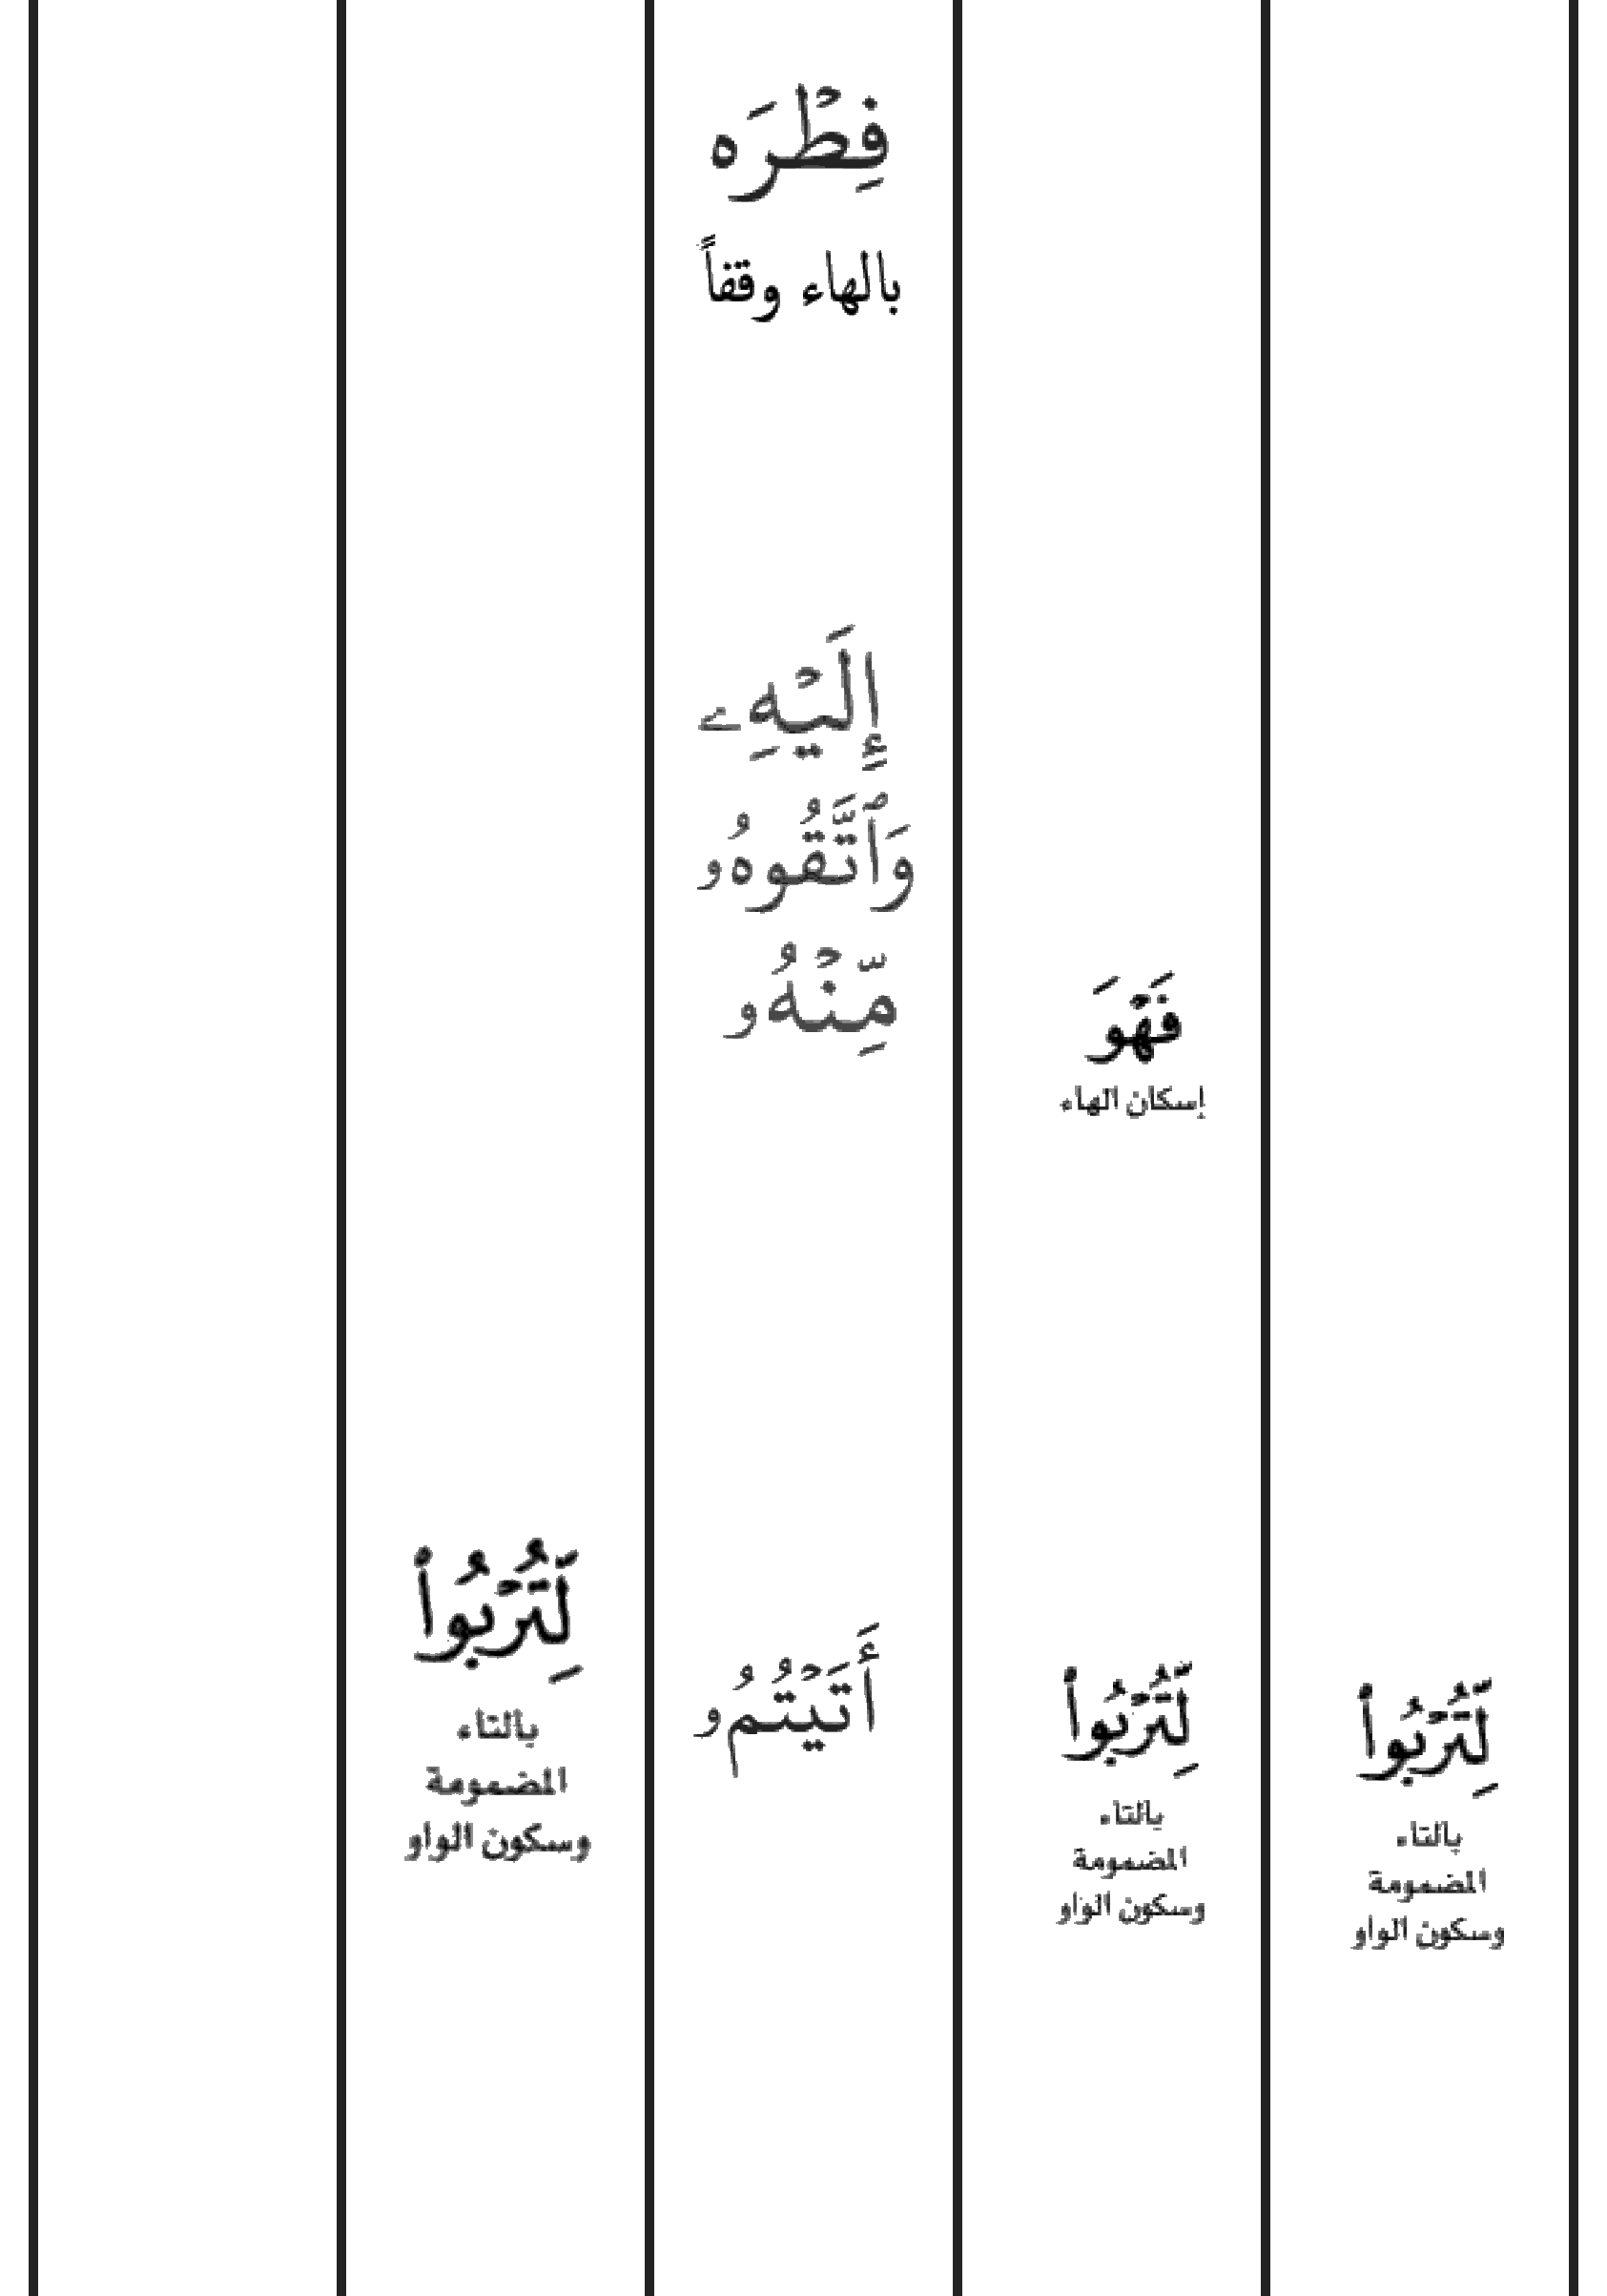 لِّتُرۡبُواْ
بالتاء
المضمومة
وسكون الواو
فَهۡوَ
إسكان الهاء
لِّتُرۡبُواْ
بالتاء
المضمومة
وسكون الواو
فِطۡرَه
بالهاء وقفاً
إِلَيۡهِے
وَٱتَّقُوهُو
مِّنۡهُو
أَتَيۡتُمُو
لِّتُرۡبُواْ
بالتاء
المضمومة
وسكون الواو